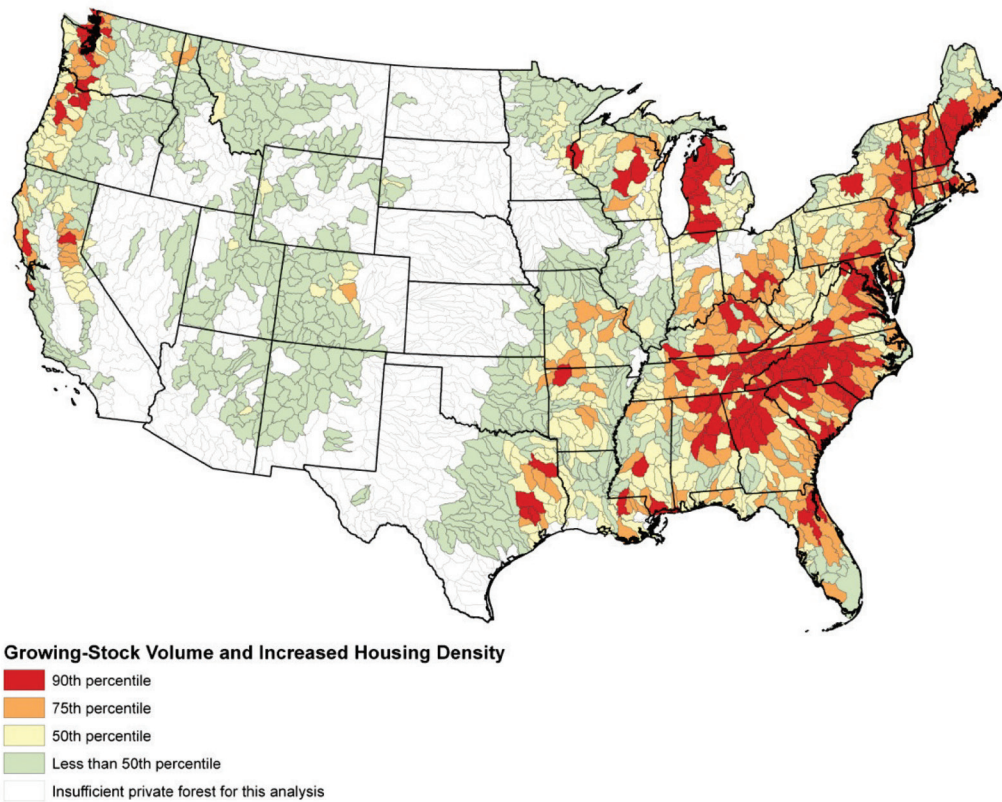 Growing-Stock Volume and Increased Housing Density
90th percentile
75th percentile
50th percentile
Less than 50th percentile
Insufficient private forest for this analysis